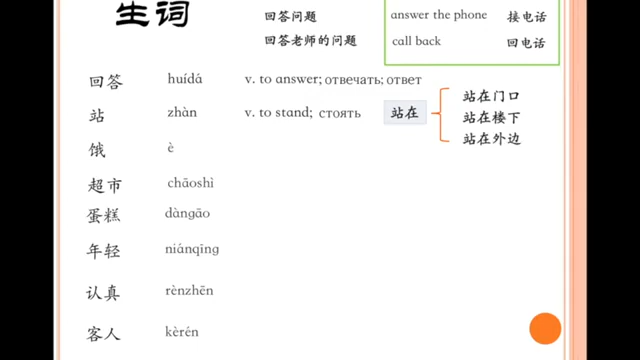 生词
回答问题
回答老师的问题
answer the phone 接电话
call back 回电话
回答 huídá v. to answer; отвечать; ответ
站 zhàn v. to stand; стоять 站在
站在门口
站在楼下
站在外边
饿 è
超市 chāoshì
蛋糕 dàngāo
年轻 niánqīng
认真 rènzhēn
客人 kèrén